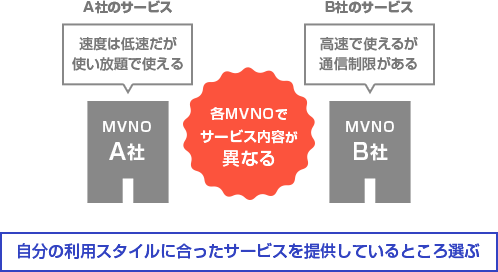 A社のサービス
速度は低速だが
使い放題で使える
MVNO
A社
各MVNOで
サービス内容が
異なる
B社のサービス
高速で使えるが
通信制限がある
MVNO
B社
自分の利用スタイルに合ったサービスを提供しているところ選ぶ